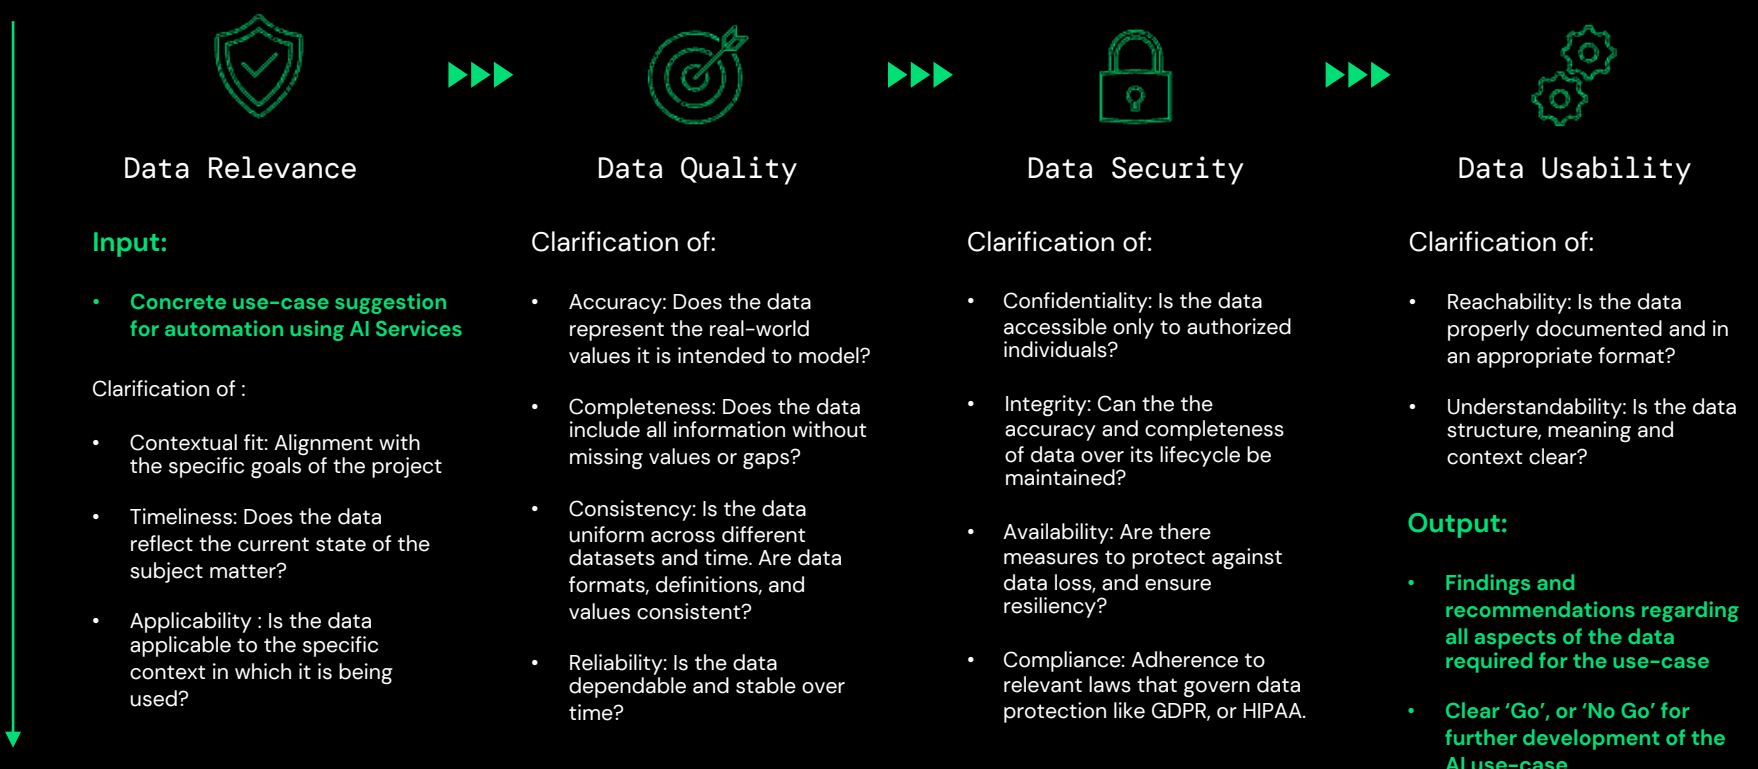 Data Relevance
Input:
• Concrete use-case suggestion
for automation using AI Services
Clarification of :
• Contextual fit: Alignment with
the specific goals of the project
• Timeliness: Does the data
reflect the current state of the
subject matter?
• Applicability : Is the data
applicable to the specific
context in which it is being
used?
Data Quality
Clarification of:
• Accuracy: Does the data
represent the real-world
values it is intended to model?
• Completeness: Does the data
include all information without
missing values or gaps?
• Consistency: Is the data
uniform across different
datasets and time. Are data
formats, definitions, and
values consistent?
• Reliability: Is the data
dependable and stable over
time?
Data Security
Clarification of:
• Confidentiality: Is the data
accessible only to authorized
individuals?
• Integrity: Can the the
accuracy and completeness
of data over its lifecycle be
maintained?
• Availability: Are there
measures to protect against
data loss, and ensure
resiliency?
• Compliance: Adherence to
relevant laws that govern data
protection like GDPR, or HIPAA.
Data Usability
Clarification of:
• Reachability: Is the data
properly documented and in
an appropriate format?
• Understandability: Is the data
structure, meaning and
context clear?
Output:
• Findings and
recommendations regarding
all aspects of the data
required for the use-case
• Clear ‘Go’, or ‘No Go’ for
further development of the
AI use-case